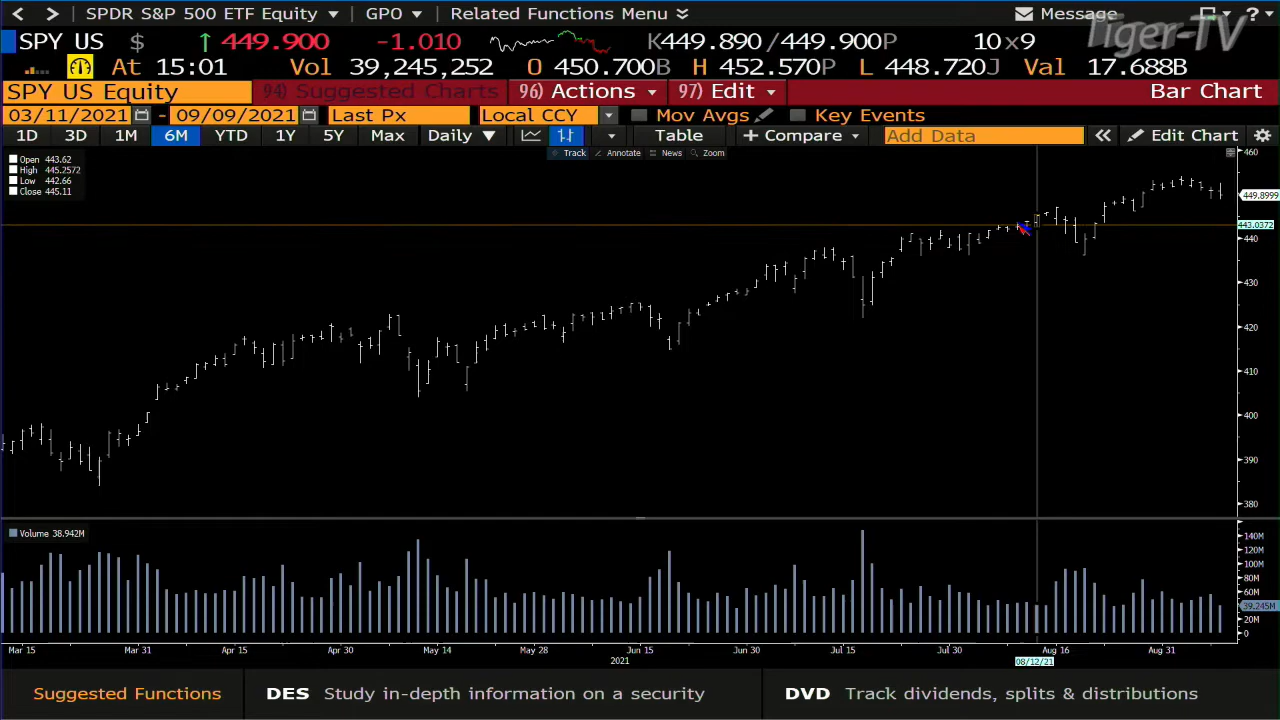 < > SPDR S&P 500 ETF Equity GPO Related Functions Menu Message ?
Tiger-TV
SPY US $ ↑ 449.900 -1.010 K449.890/449.900P 10x9
At 15:01 Vol 39,245,252 O 450.700B H 452.570P L 448.720J Val 17.688B
SPY US Equity 94) Suggested Charts 96) Actions 97) Edit Bar Chart
03/11/2021 - 09/09/2021 Last Px Local CCY Mov Avgs Key Events
1D 3D 1M 6M YTD 1Y 5Y Max Daily Table + Compare Add Data « Edit Chart
Track Annotate News Zoom
Open 443.62
High 445.2572
Low 442.66
Close 445.11
460
449.8999
443.0372
440
430
420
410
400
390
380
Volume 38.942M
140M
120M
100M
80M
60M
39.245M
20M
0
Mar 15 Mar 31 Apr 15 Apr 30 May 14 May 28 Jun 15 Jun 30 Jul 15 Jul 30 Aug 16 Aug 31
2021 08/12/21
Suggested Functions DES Study in-depth information on a security DVD Track dividends, splits & distributions